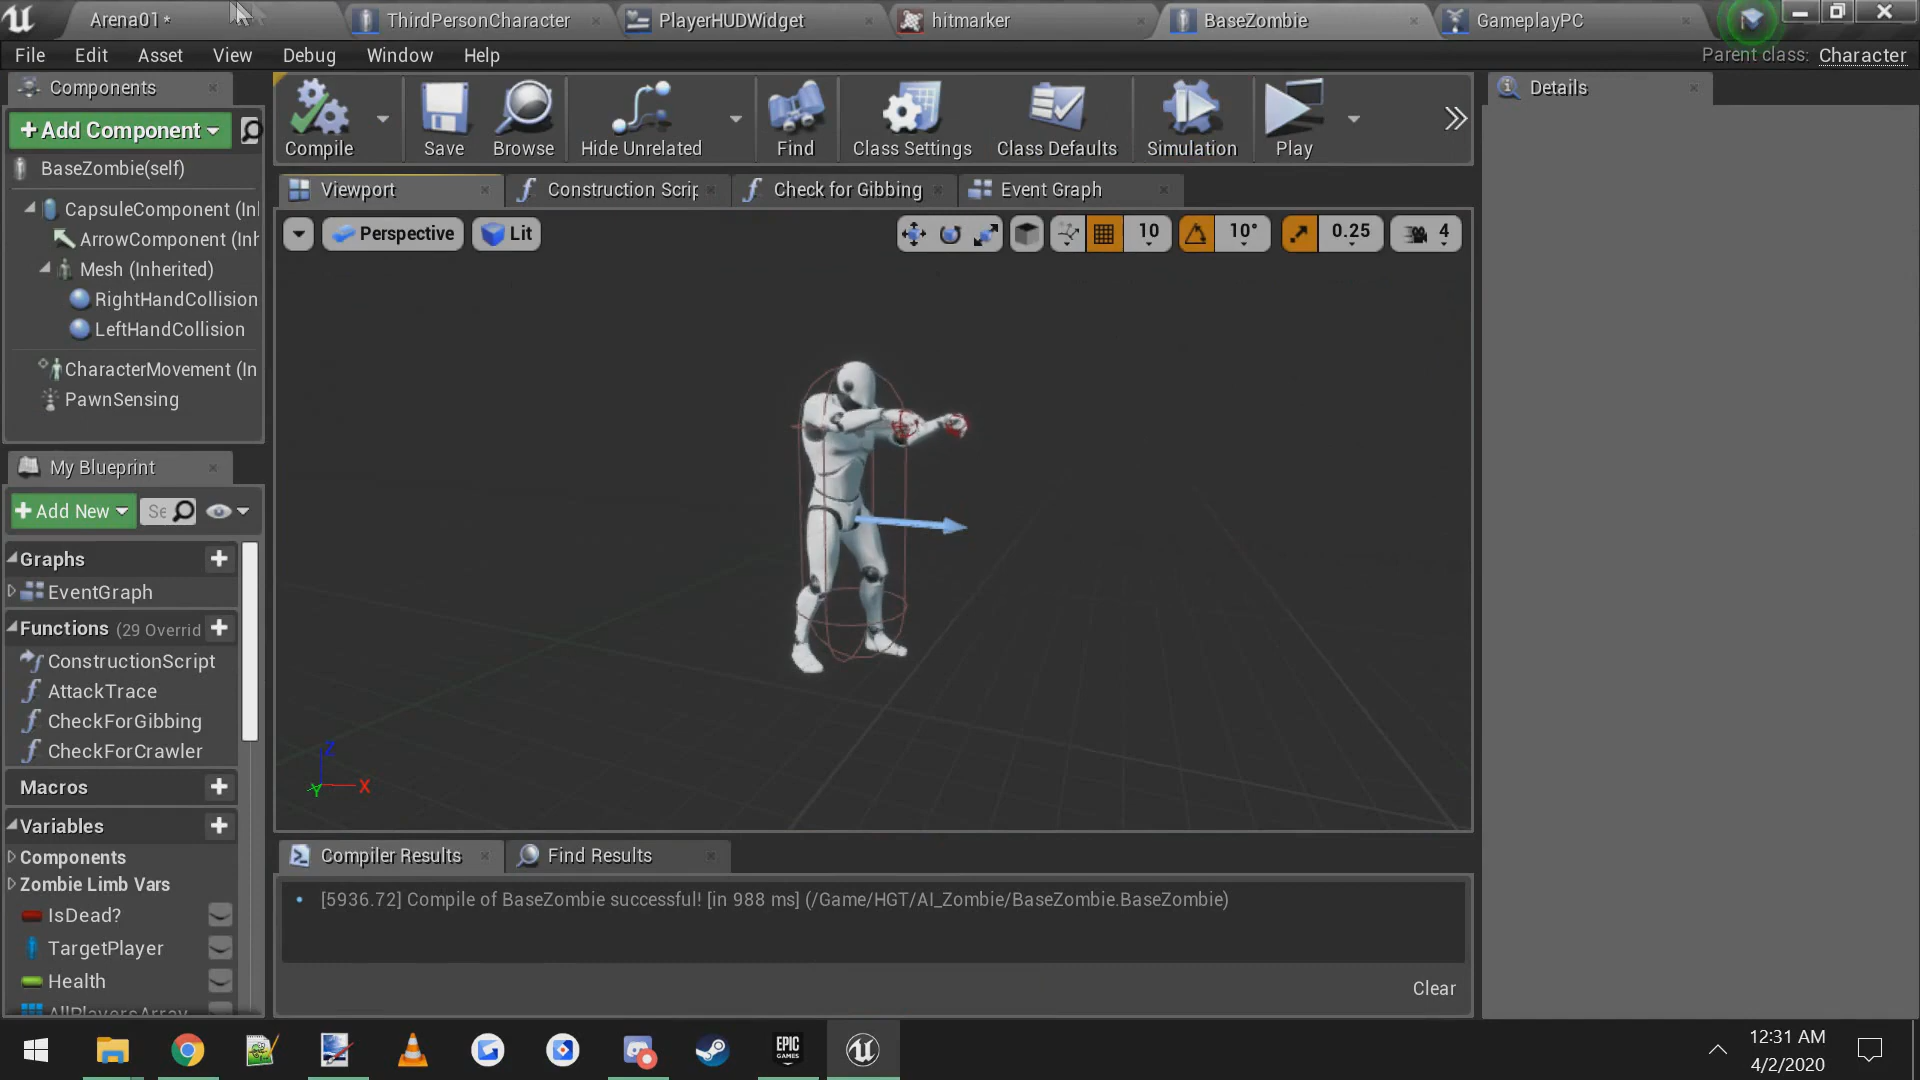 Arena01*
ThirdPersonCharacter
PlayerHUDWidget
hitmarker
BaseZombie
GameplayPC
File
Edit
Asset
View
Debug
Window
Help
Parent class: Character
Components
+ Add Component
BaseZombie(self)
CapsuleComponent (Inl
ArrowComponent (Inh
Mesh (Inherited)
RightHandCollision
LeftHandCollision
CharacterMovement (In
PawnSensing
Compile
Save
Browse
Hide Unrelated
Find
Class Settings
Class Defaults
Simulation
Play
Details
Viewport
Construction Scrip
Check for Gibbing
Event Graph
Perspective
Lit
10
10°
0.25
4
Z
X
Y
My Blueprint
+ Add New
Se
Graphs
EventGraph
Functions (29 Overrid
ConstructionScript
AttackTrace
CheckForGibbing
CheckForCrawler
Macros
Variables
Components
Zombie Limb Vars
IsDead?
TargetPlayer
Health
AllPlayersArray
Compiler Results
Find Results
[5936.72] Compile of BaseZombie successful! [in 988 ms] (/Game/HGT/AI_Zombie/BaseZombie.BaseZombie)
Clear
EPIC
GAMES
12:31 AM
4/2/2020